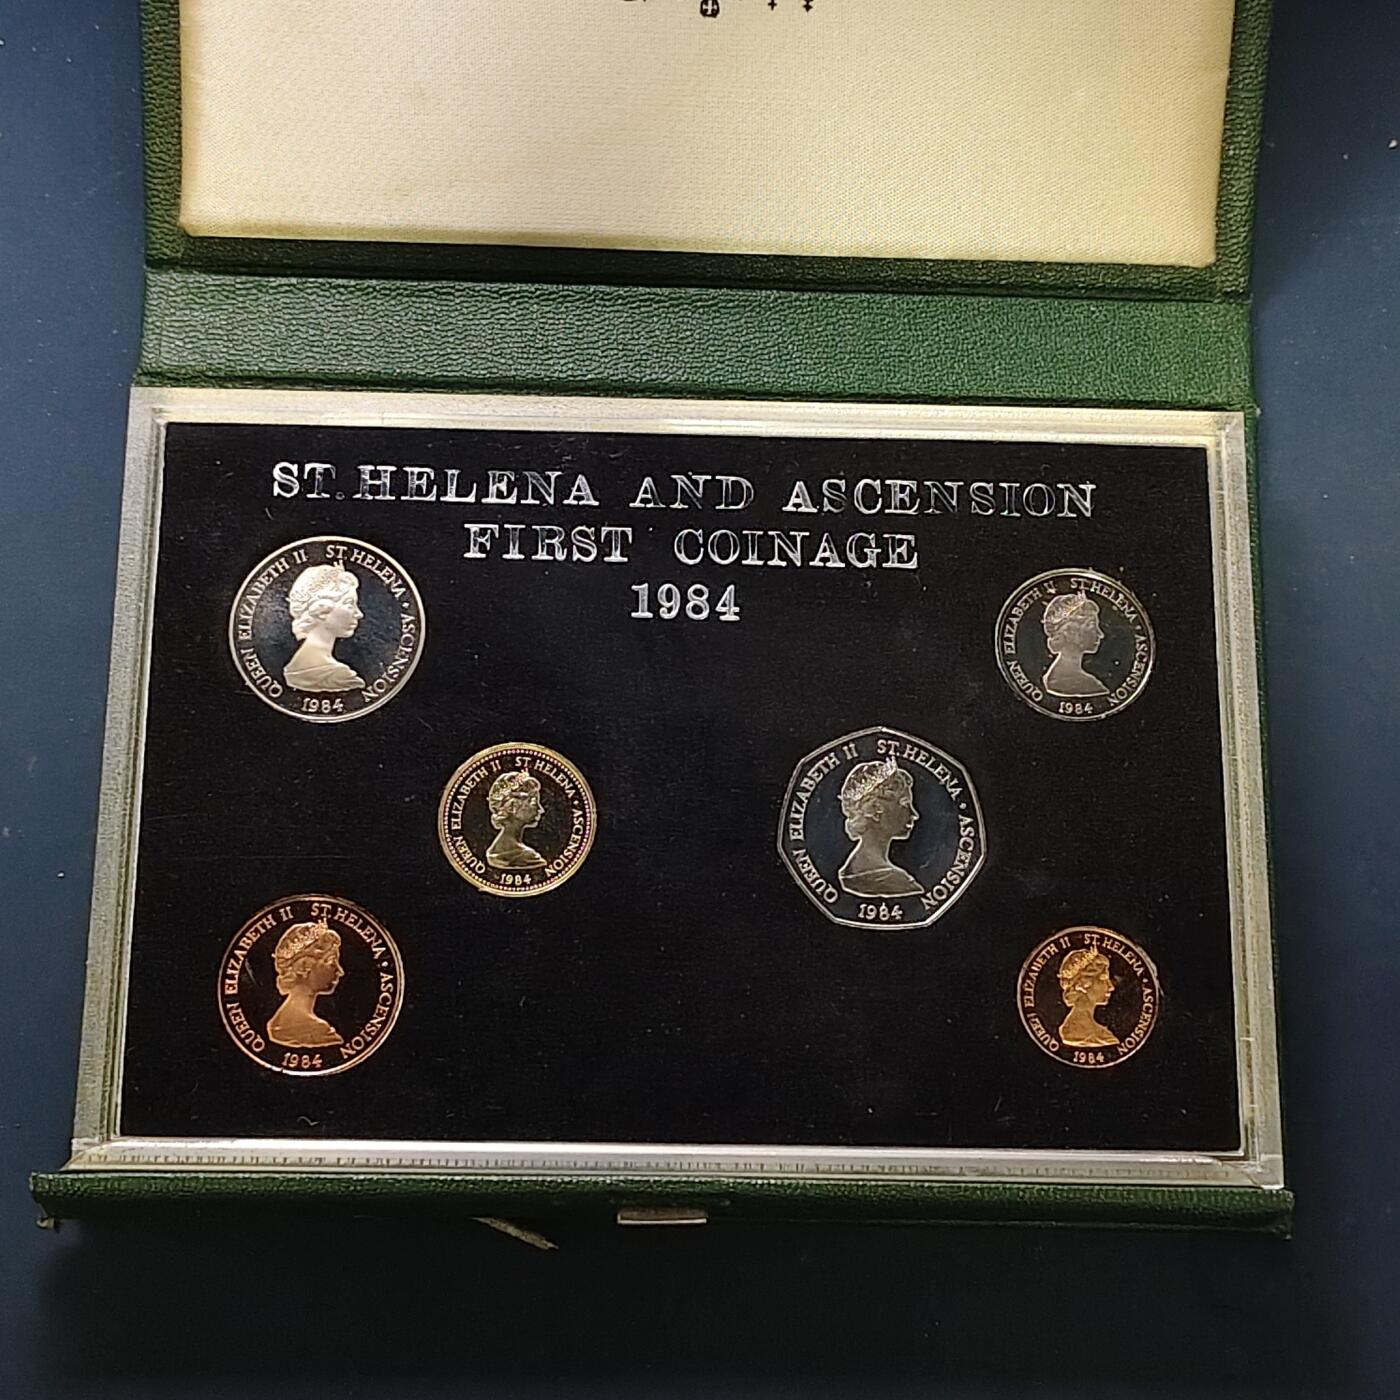 ST. HELENA AND ASCENSION
FIRST COINAGE
1984
QUEEN ELIZABETH II ST. HELENA · ASCENSION
1984
QUEEN ELIZABETH II ST. HELENA · ASCENSION
1984
QUEEN ELIZABETH II ST. HELENA · ASCENSION
1984
QUEEN ELIZABETH II ST. HELENA · ASCENSION
1984
QUEEN ELIZABETH II ST. HELENA · ASCENSION
1984
QUEEN ELIZABETH II ST. HELENA · ASCENSION
1984